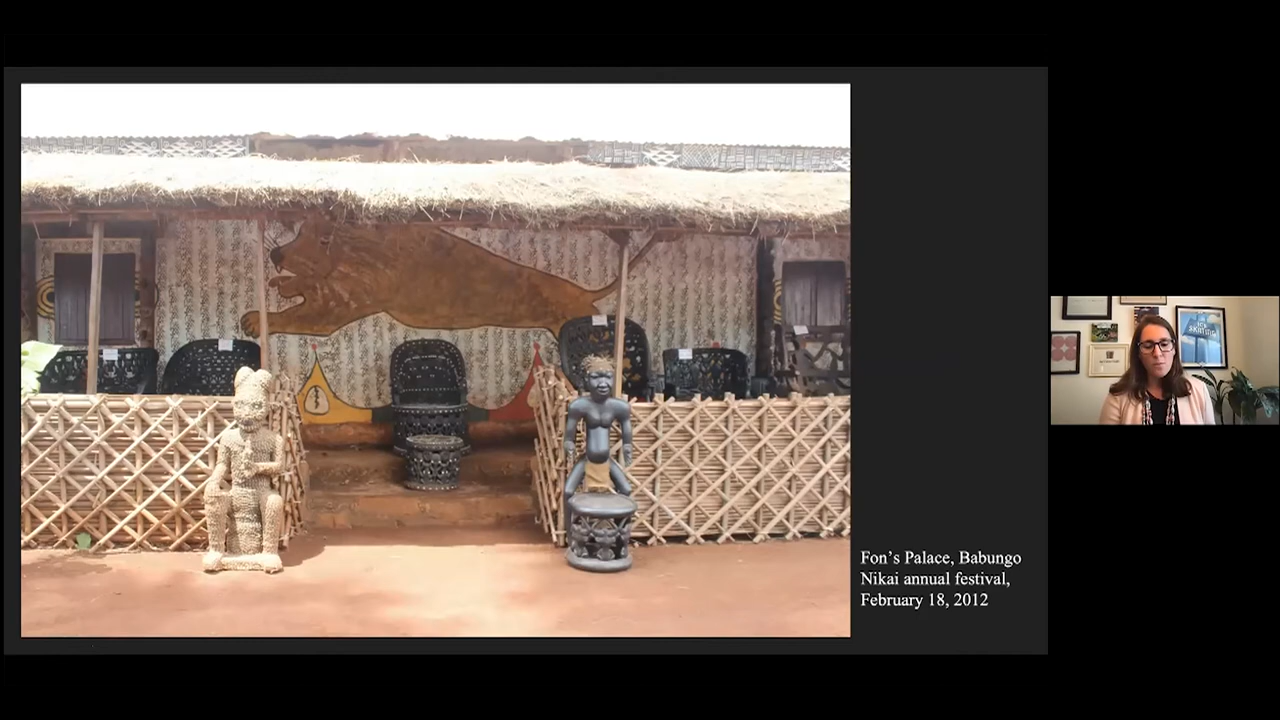 Fon’s Palace, Babungo
Nikai annual festival,
February 18, 2012